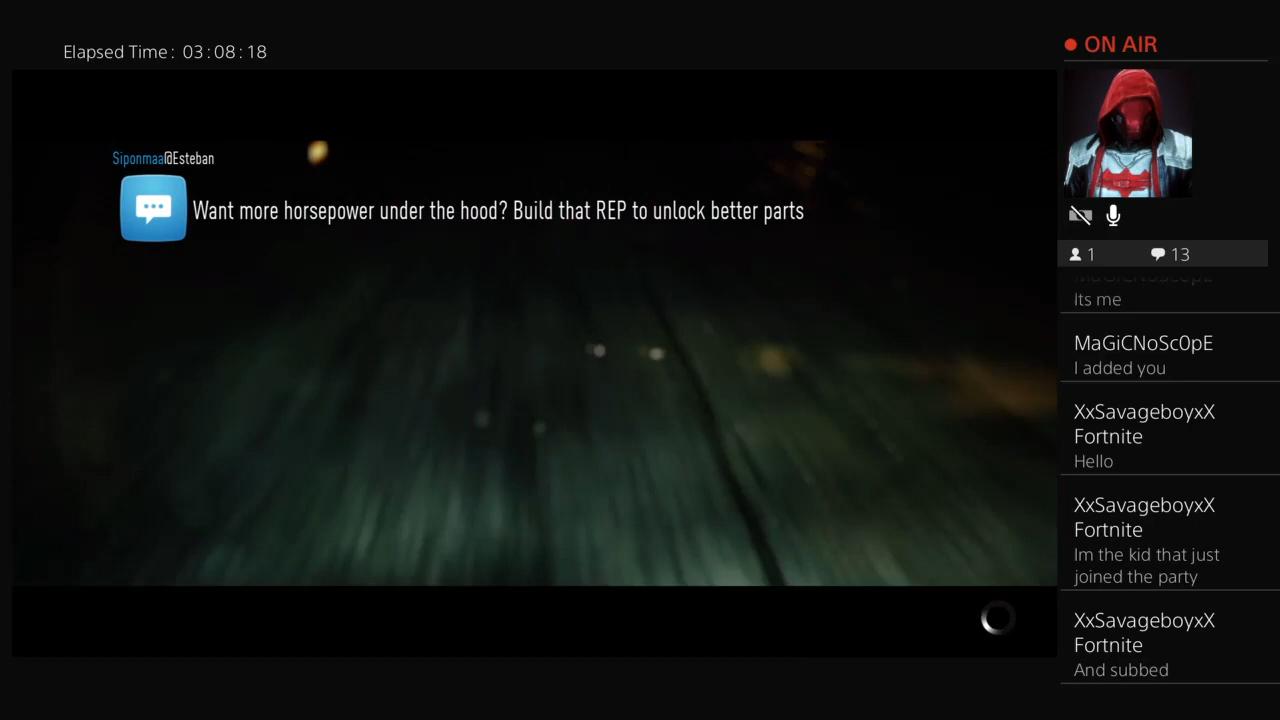 Elapsed Time: 03:08:18
ON AIR
Siponmaa@Esteban
Want more horsepower under the hood? Build that REP to unlock better parts
1 13
Its me
MaGiCNoSc0pE
I added you
XxSavageboyxX
Fortnite
Hello
XxSavageboyxX
Fortnite
Im the kid that just
joined the party
XxSavageboyxX
Fortnite
And subbed